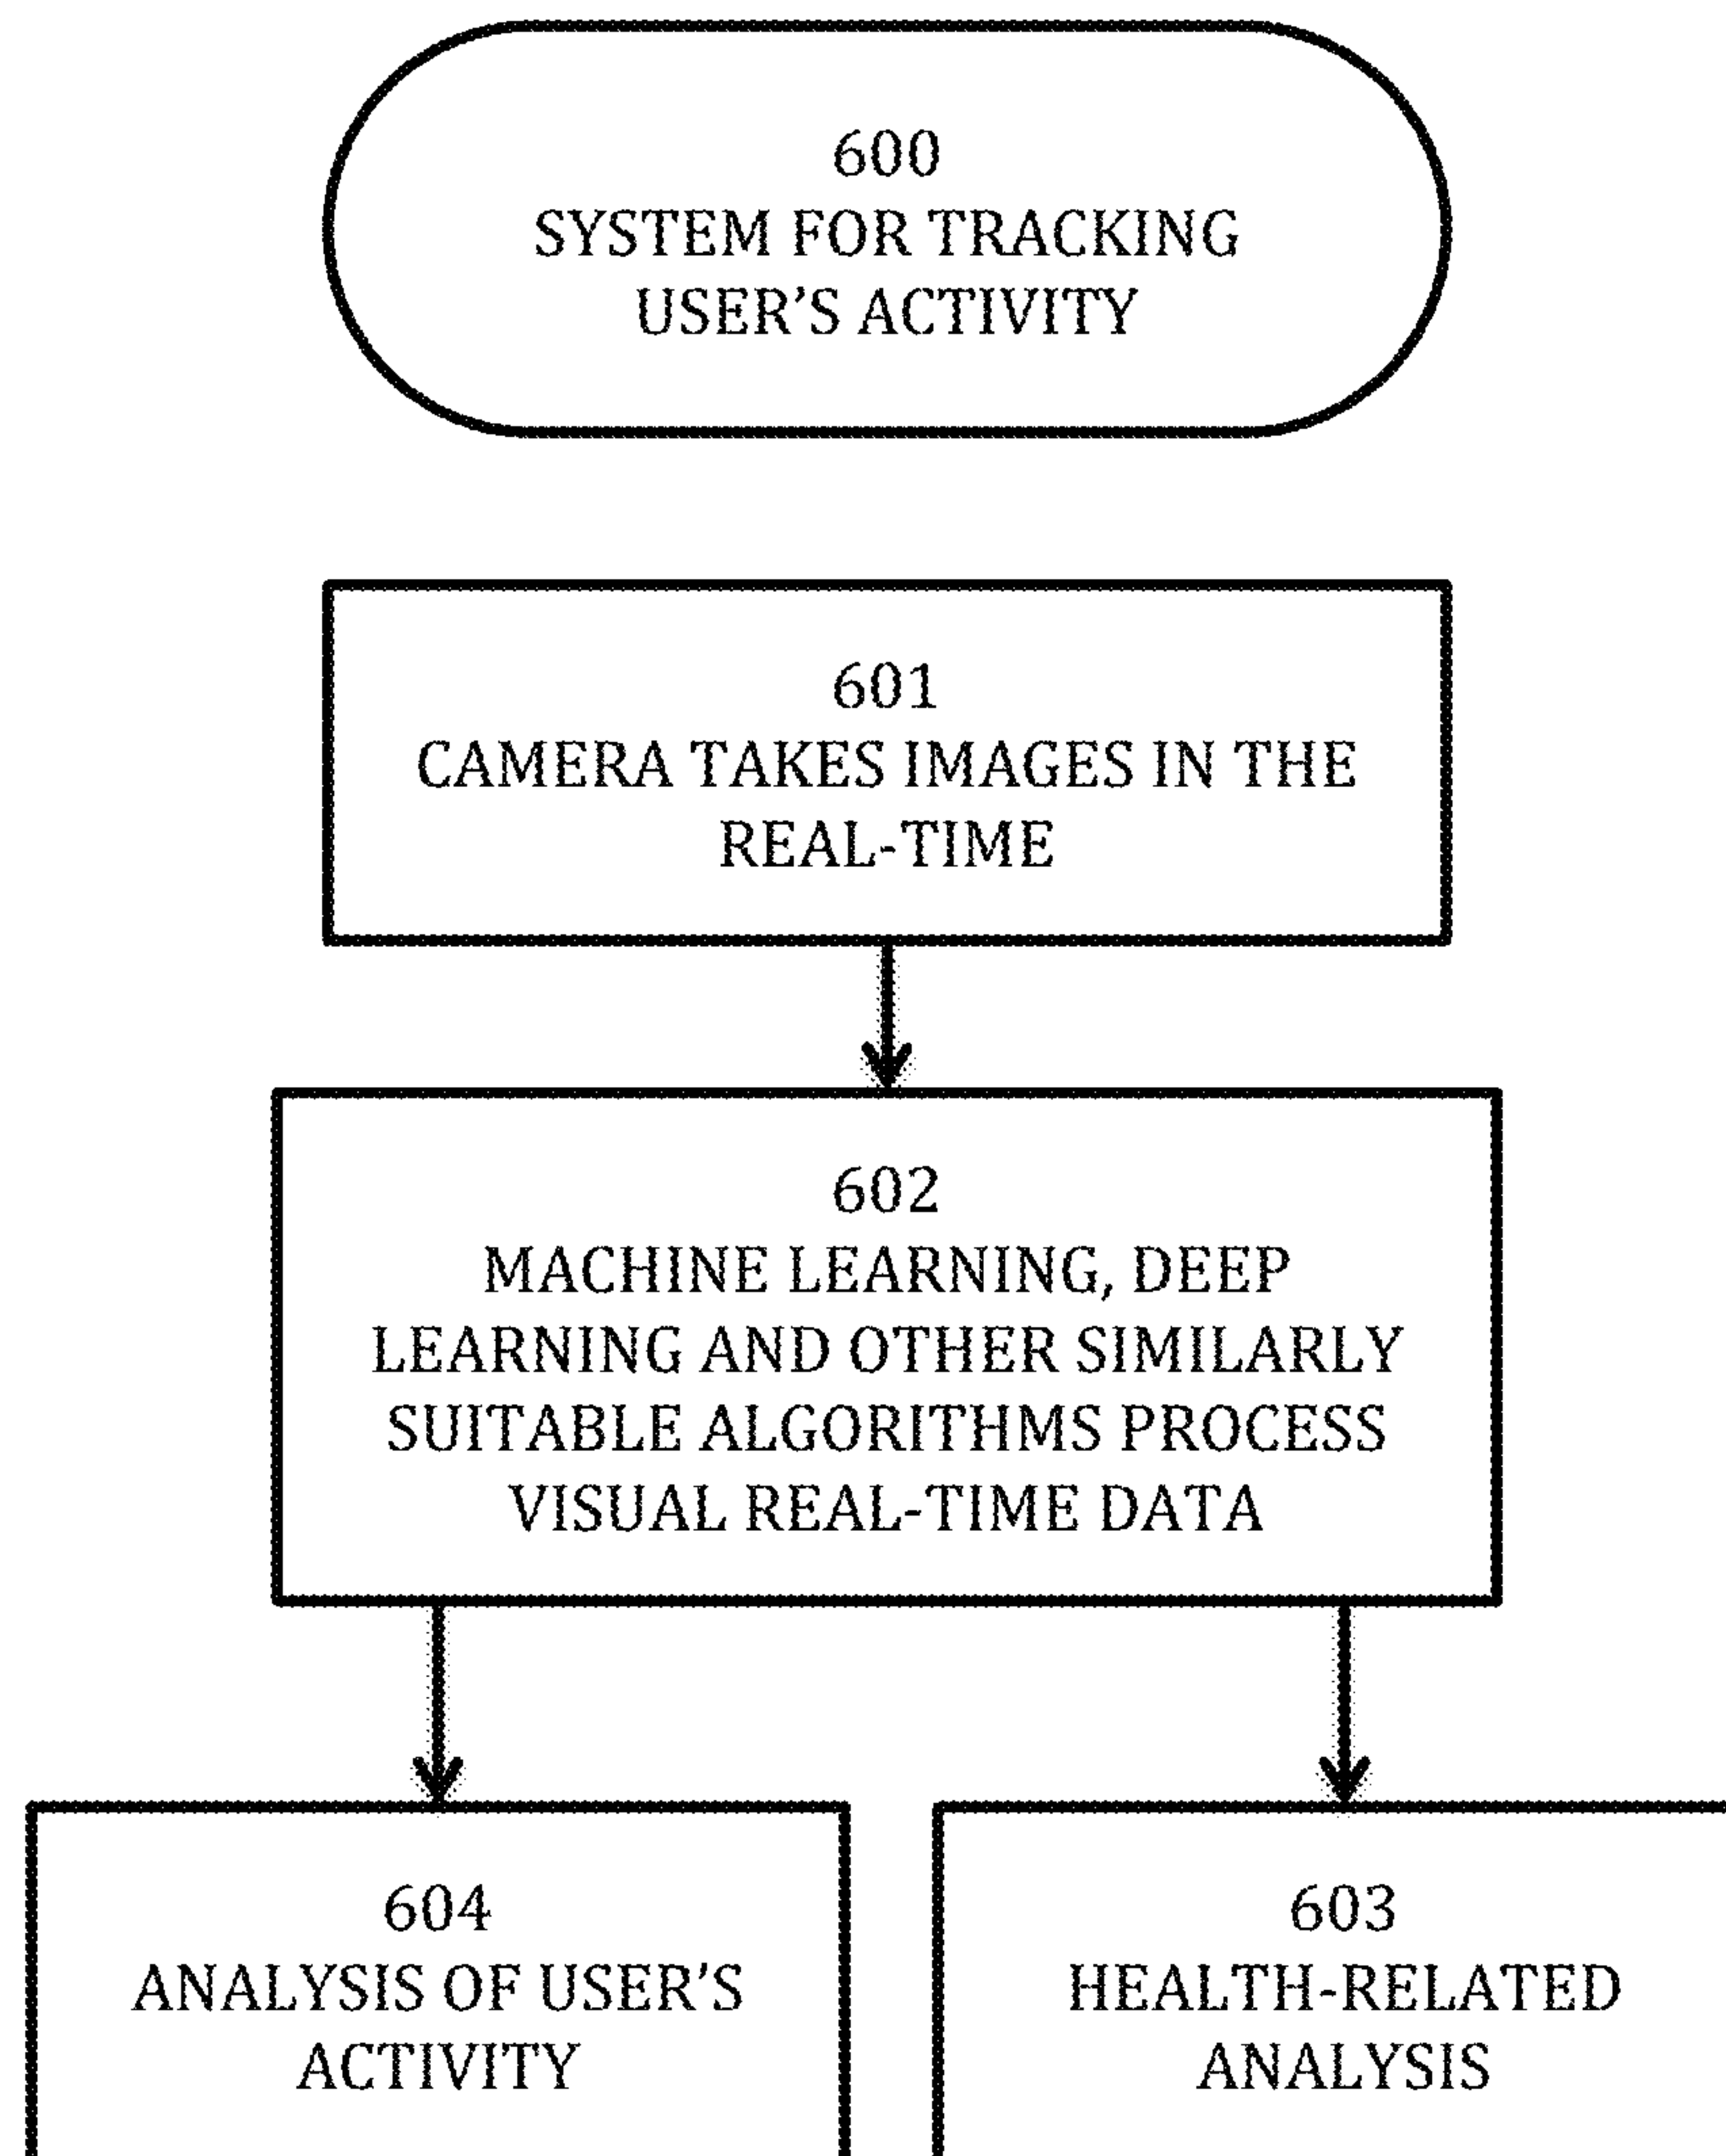 600
SYSTEM FOR TRACKING
USER'S ACTIVITY
601
CAMERA TAKES IMAGES IN THE
REAL-TIME
602
MACHINE LEARNING, DEEP
LEARNING AND OTHER SIMILARLY
SUITABLE ALGORITHMS PROCESS
VISUAL REAL-TIME DATA
604
ANALYSIS OF USER'S
ACTIVITY
603
HEALTH-RELATED
ANALYSIS